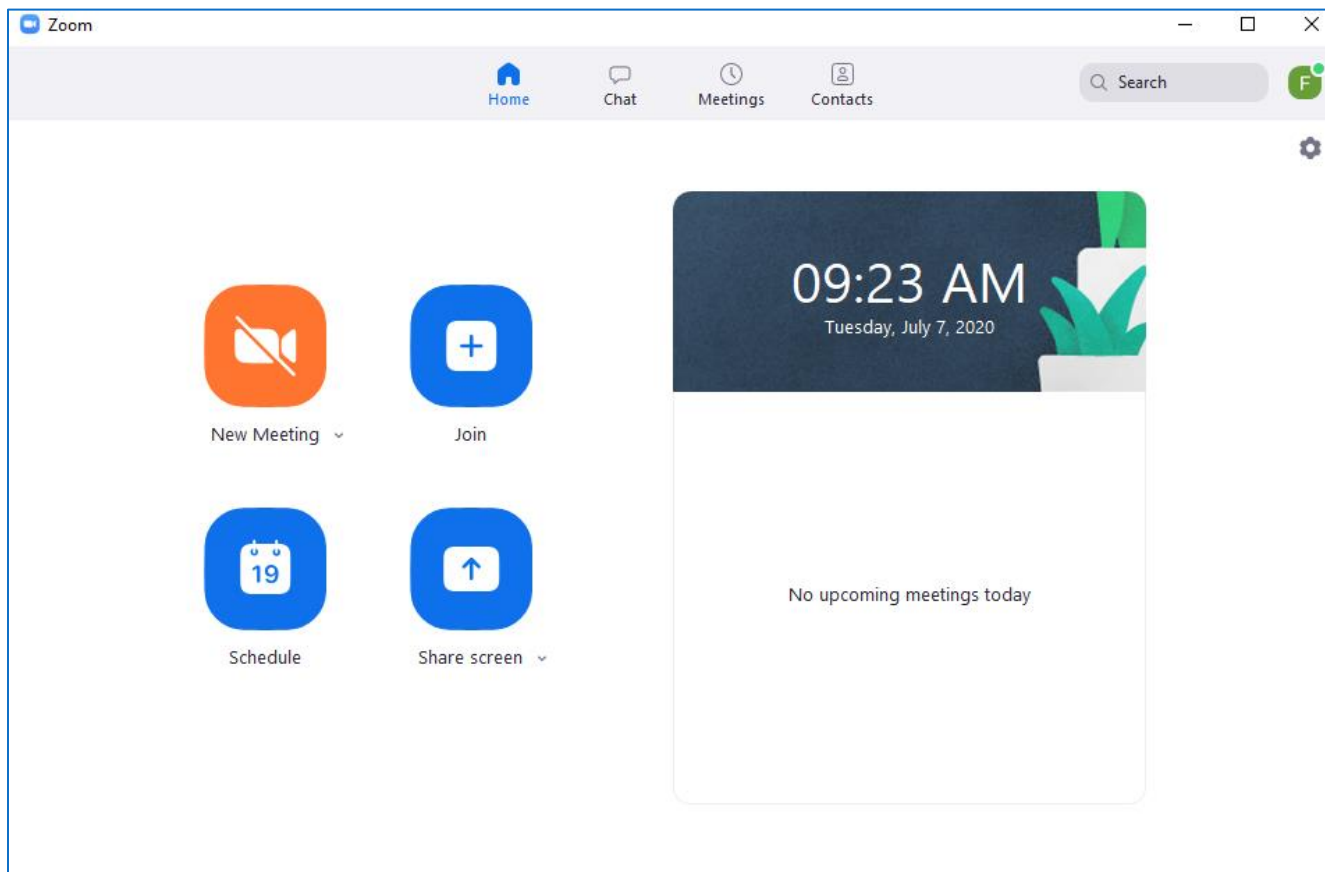 Zoom
Home
Chat
Meetings
Contacts
Search
F
09:23 AM
Tuesday, July 7, 2020
New Meeting
Join
19
Schedule
Share screen
No upcoming meetings today